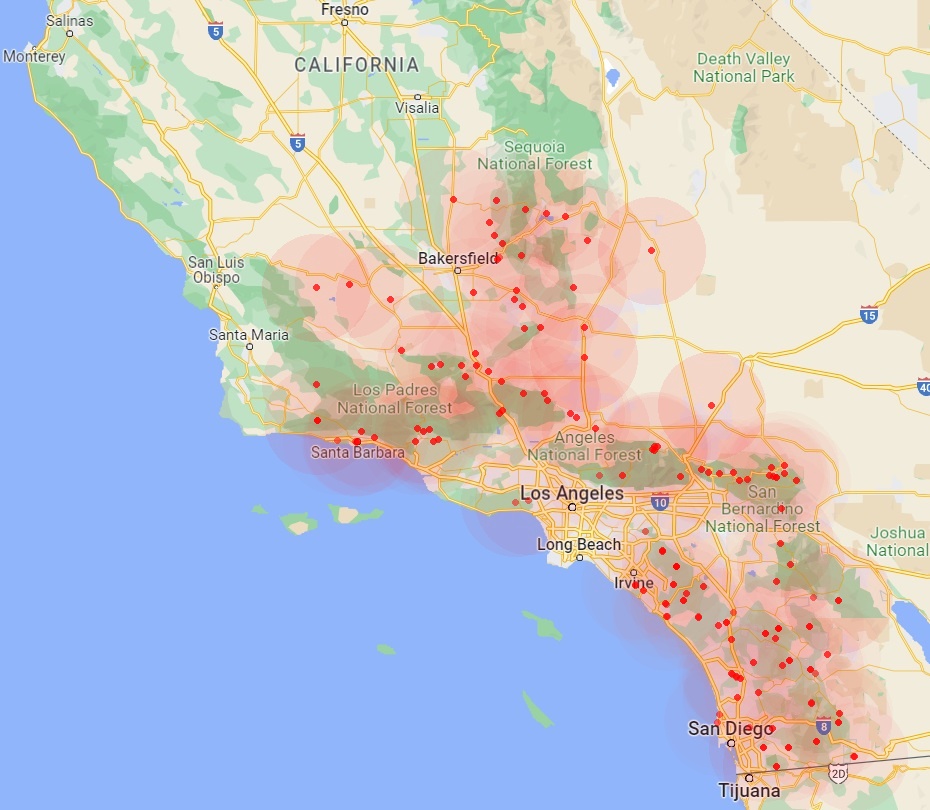 Salinas
Monterey
5
Fresno
CALIFORNIA
Visalia
5
Death Valley
National Park
Sequoia
National Forest
San Luis
Obispo
Bakersfield
15
Santa Maria
Los Padres
National Forest
40
Santa Barbara
Angeles
National Forest
Los Angeles
10
San
Bernardino
National Forest
Long Beach
Joshua
National
Irvine
San Diego
8
2D
Tijuana